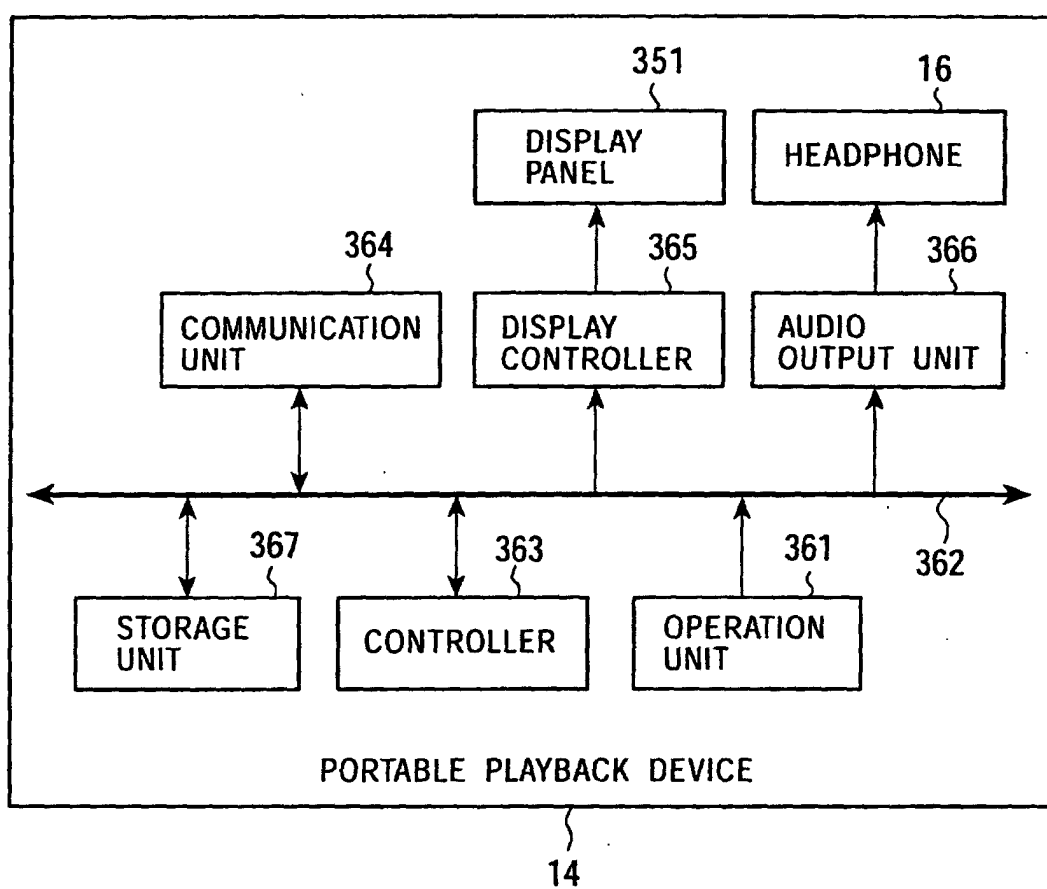 351
16
DISPLAY
PANEL
HEADPHONE
364
365
366
COMMUNICATION
UNIT
DISPLAY
CONTROLLER
AUDIO
OUTPUT UNIT
362
367
363
361
STORAGE
UNIT
CONTROLLER
OPERATION
UNIT
PORTABLE PLAYBACK DEVICE
14